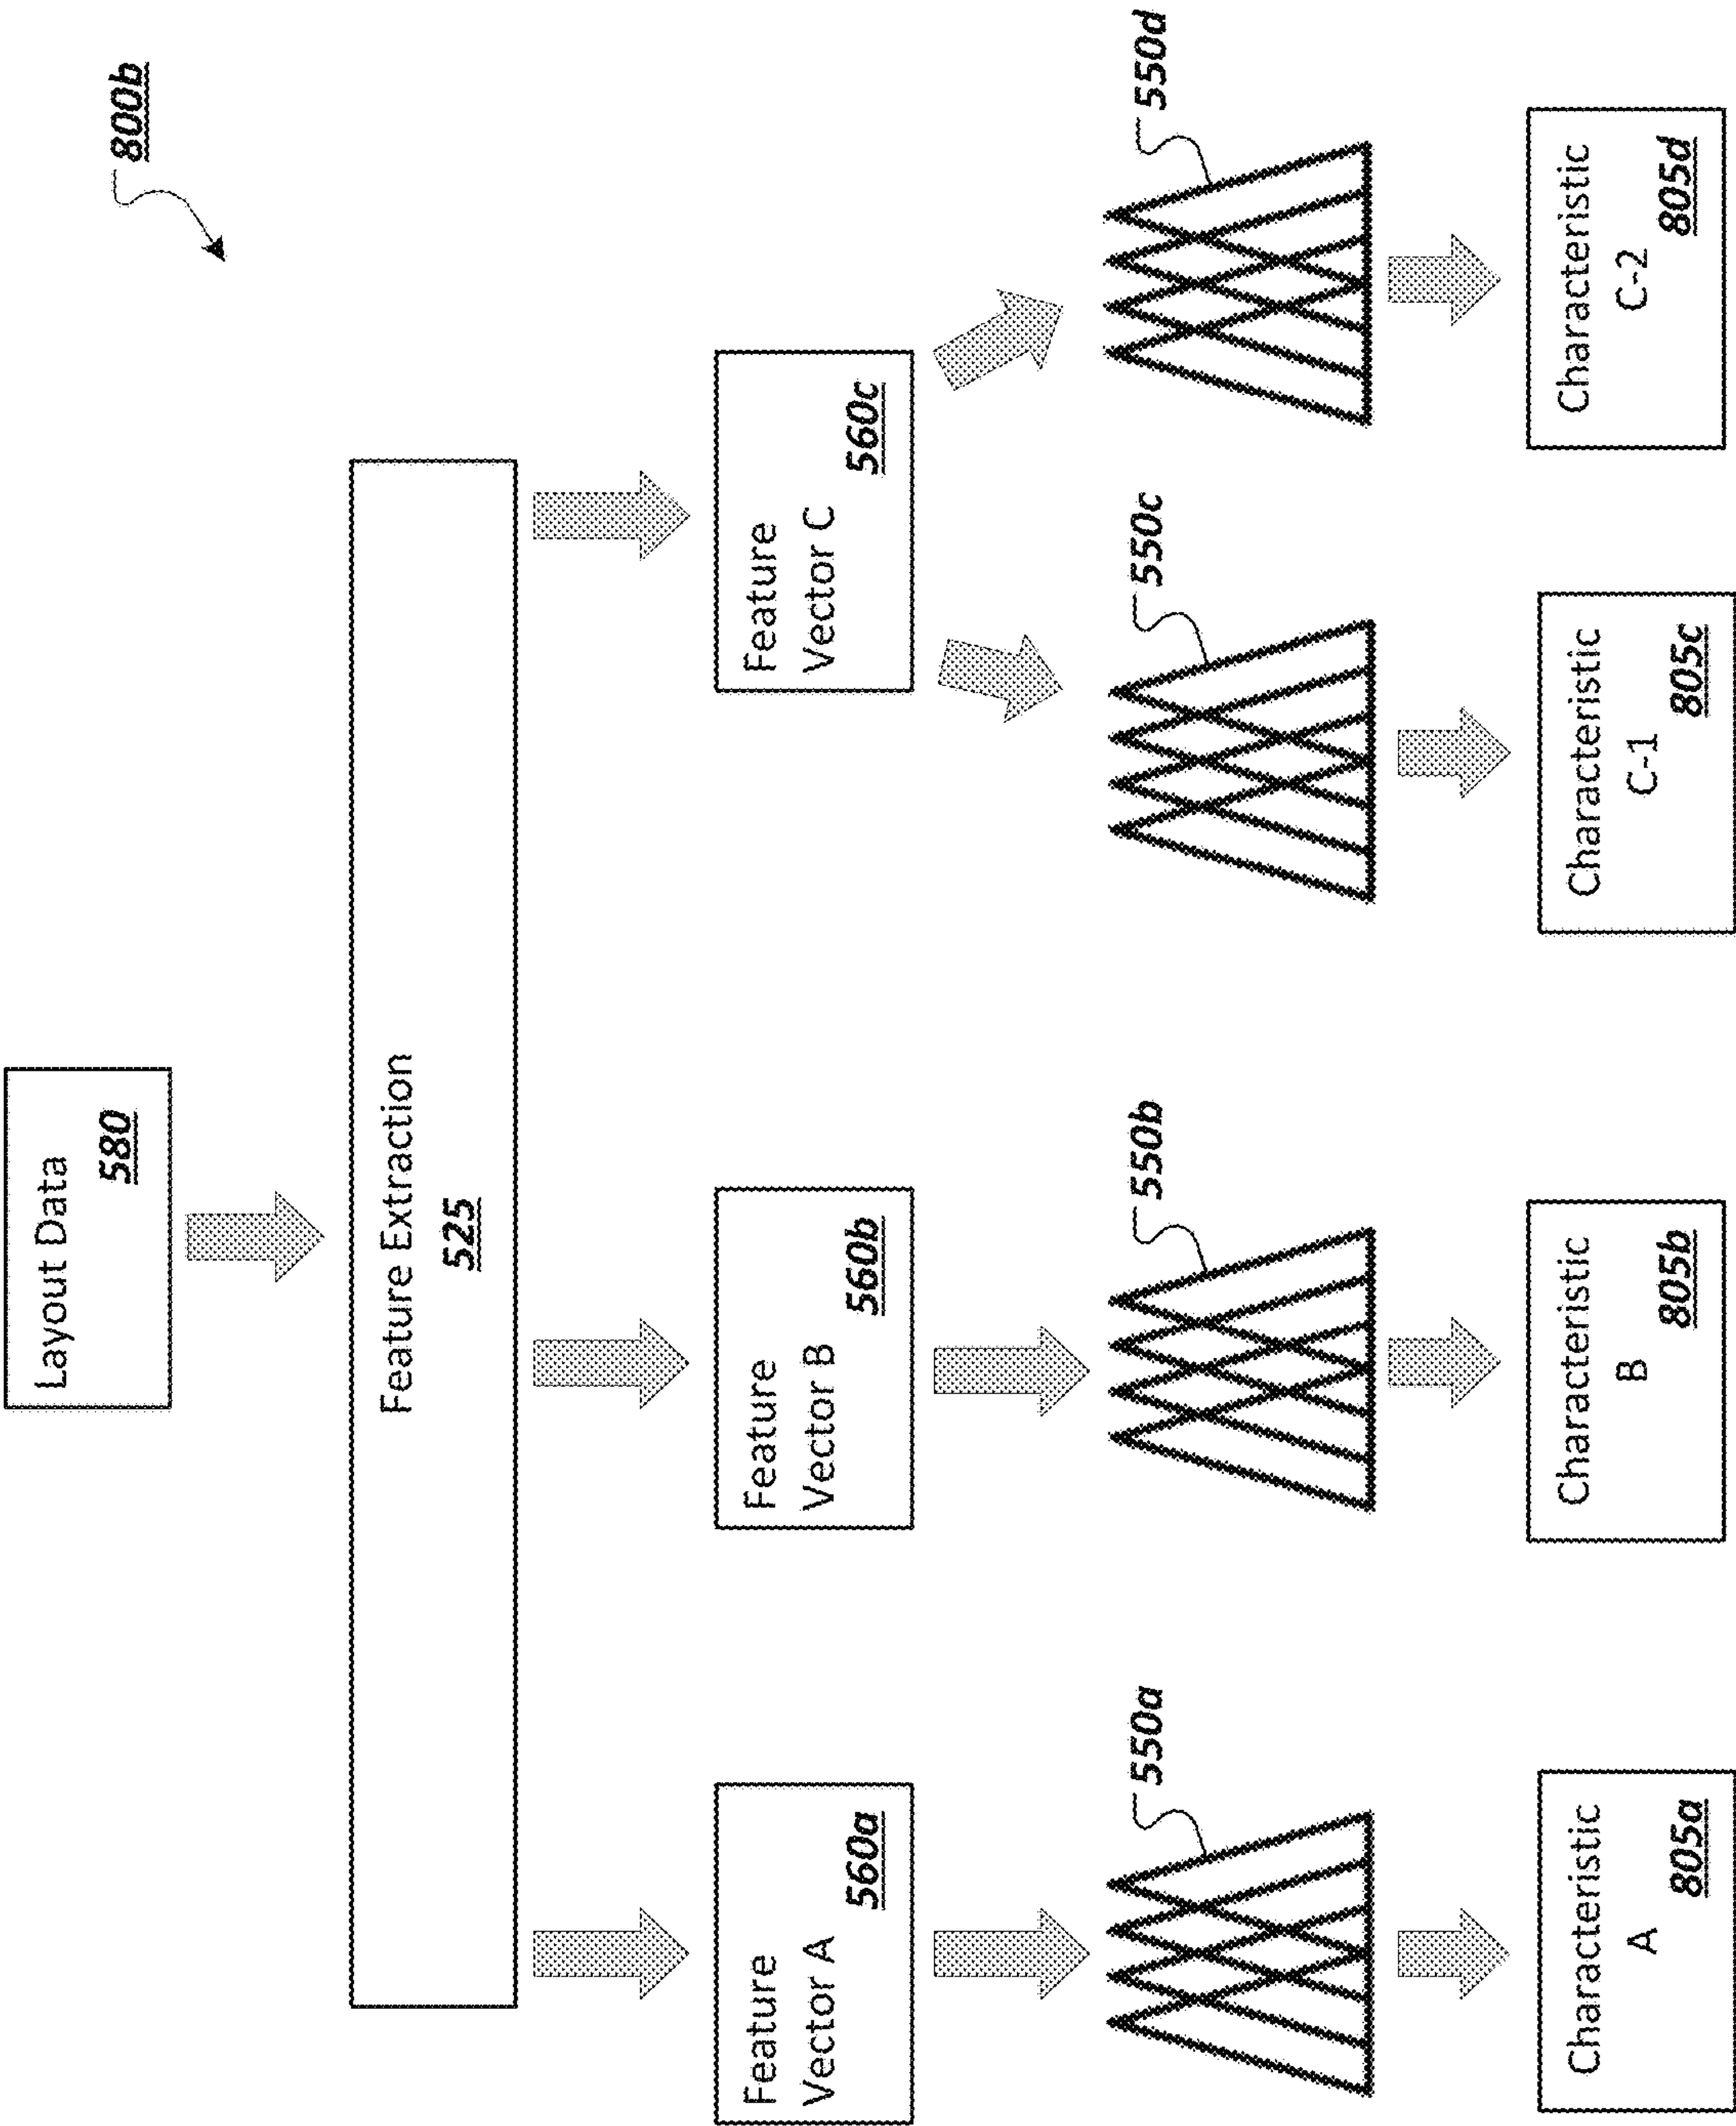 800b
Layout Data
580
Feature Extraction
525
Feature
Vector A
560a
Feature
Vector B
560b
Feature
Vector C
560c
550a
550b
550c
550d
Characteristic
A
805a
Characteristic
B
805b
Characteristic
C-1
805c
Characteristic
C-2
805d